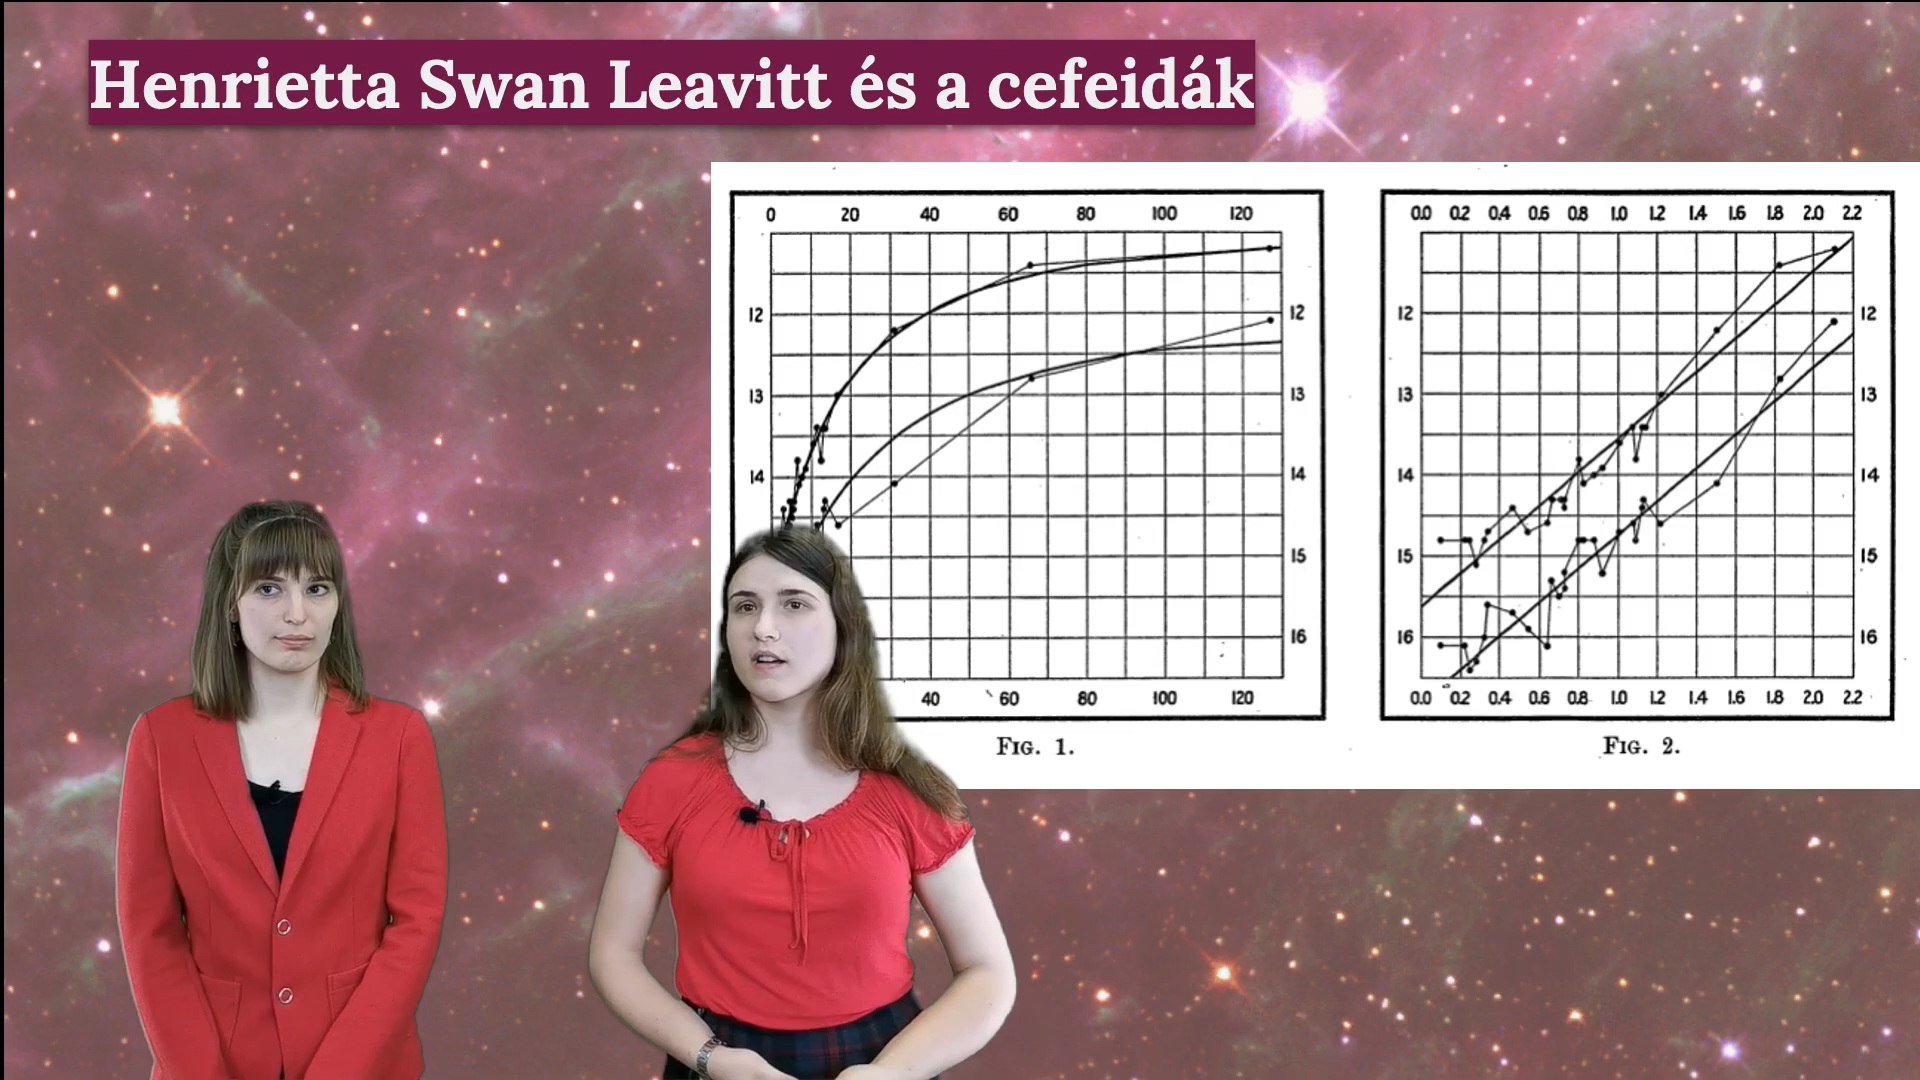 Henrietta Swan Leavitt és a cefeidák
0 20 40 60 80 100 120
12 12
13 13
14 14
15
16
40 60 80 100 120
FIG. 1.
0.0 0.2 0.4 0.6 0.8 1.0 1.2 1.4 1.6 1.8 2.0 2.2
12 12
13 13
14 14
15 15
16 16
0.0 0.2 0.4 0.6 0.8 1.0 1.2 1.4 1.6 1.8 2.0 2.2
FIG. 2.